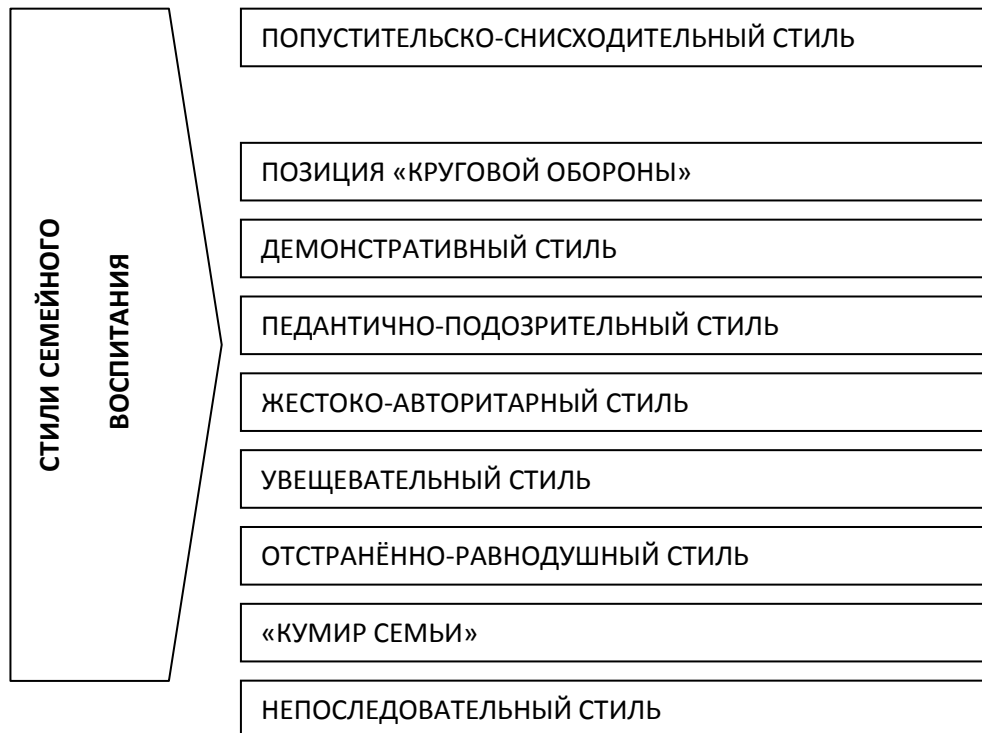 СТИЛИ СЕМЕЙНОГО
ВОСПИТАНИЯ
ПОПУСТИТЕЛЬСКО-СНИСХОДИТЕЛЬНЫЙ СТИЛЬ
ПОЗИЦИЯ «КРУГОВОЙ ОБОРОНЫ»
ДЕМОНСТРАТИВНЫЙ СТИЛЬ
ПЕДАНТИЧНО-ПОДОЗРИТЕЛЬНЫЙ СТИЛЬ
ЖЕСТОКО-АВТОРИТАРНЫЙ СТИЛЬ
УВЕЩЕВАТЕЛЬНЫЙ СТИЛЬ
ОТСТРАНЁННО-РАВНОДУШНЫЙ СТИЛЬ
«КУМИР СЕМЬИ»
НЕПОСЛЕДОВАТЕЛЬНЫЙ СТИЛЬ